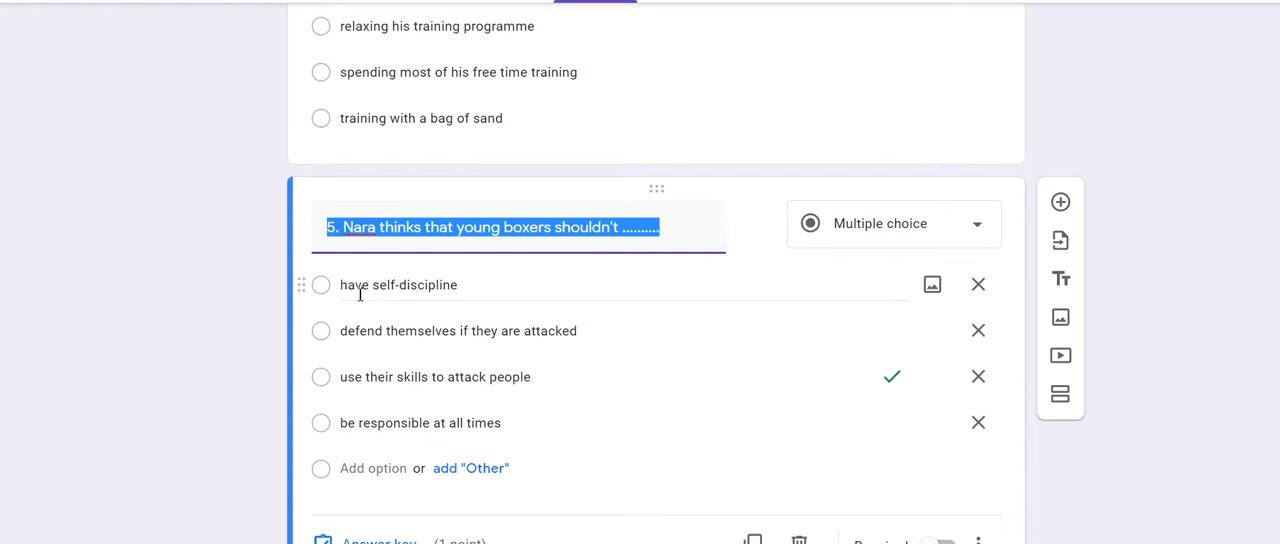 relaxing his training programme
spending most of his free time training
training with a bag of sand
5. Nara thinks that young boxers shouldn't ..........
Multiple choice
have self-discipline
defend themselves if they are attacked
use their skills to attack people
be responsible at all times
Add option or add "Other"
Answer key (1 point)
Required